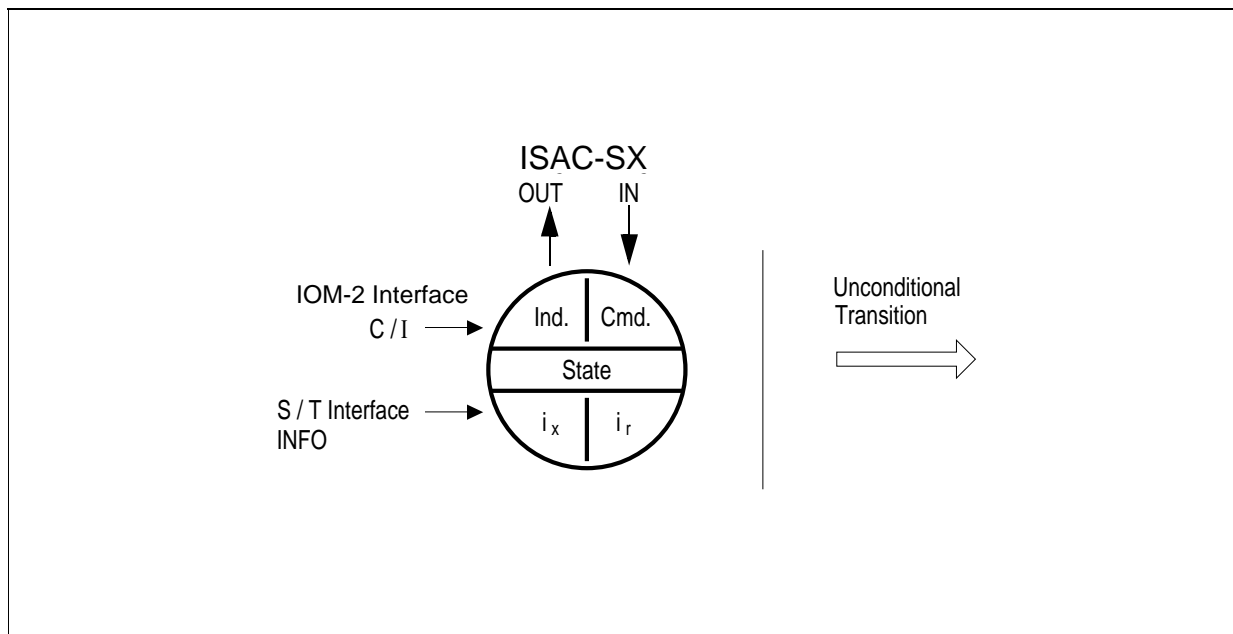 ISAC-SX
OUT IN
IOM-2 Interface
C / I
Ind. Cmd.
State
S / T Interface
INFO
i x i r
Unconditional
Transition